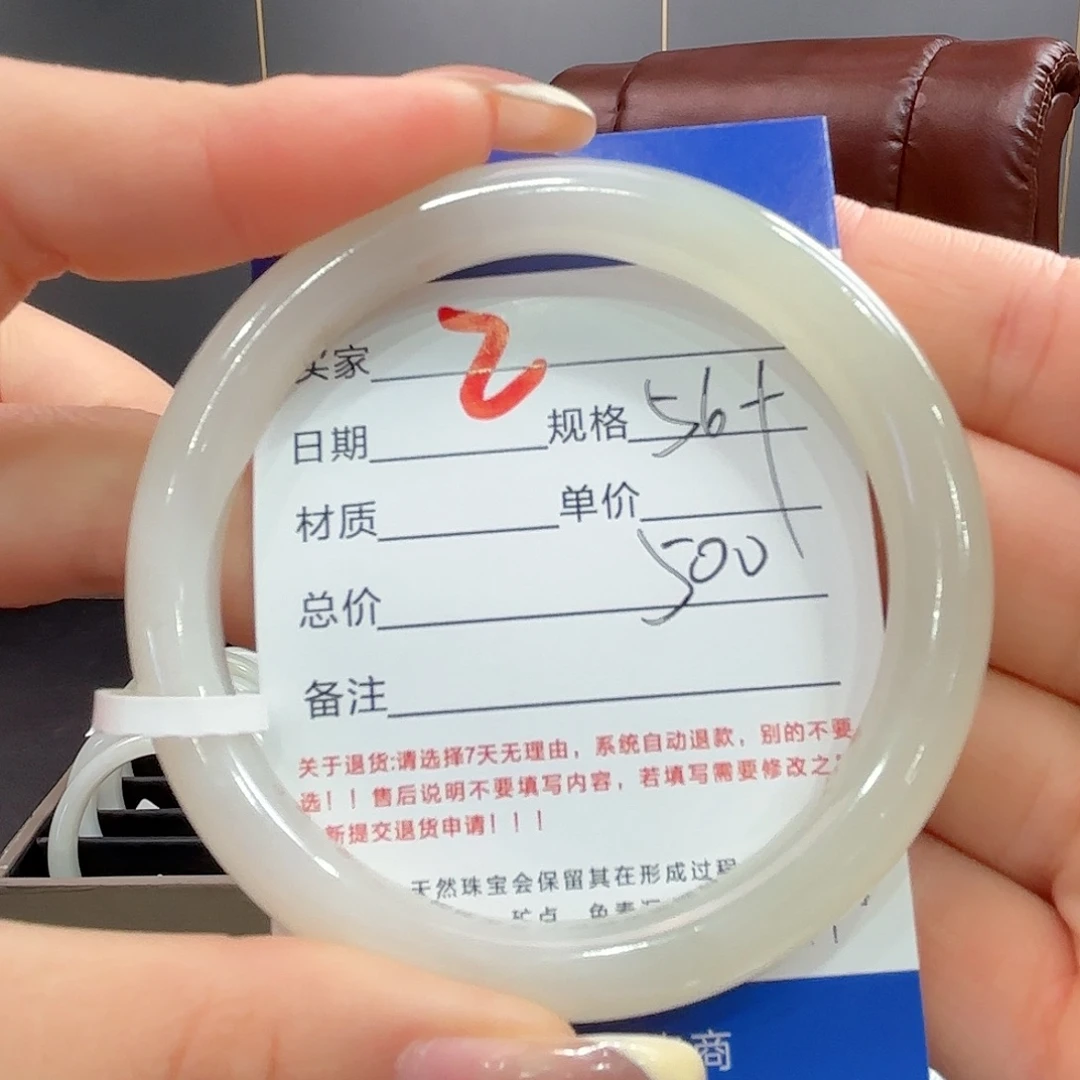 买家
日期 规格 56+
材质 单价
总价 500
备注
关于退货:请选择7天无理由，系统自动退款，别的不要
选！！售后说明不要填写内容，若填写需要修改之
新提交退货申请！！！
天然珠宝会保留其在形成过程
矿点
商